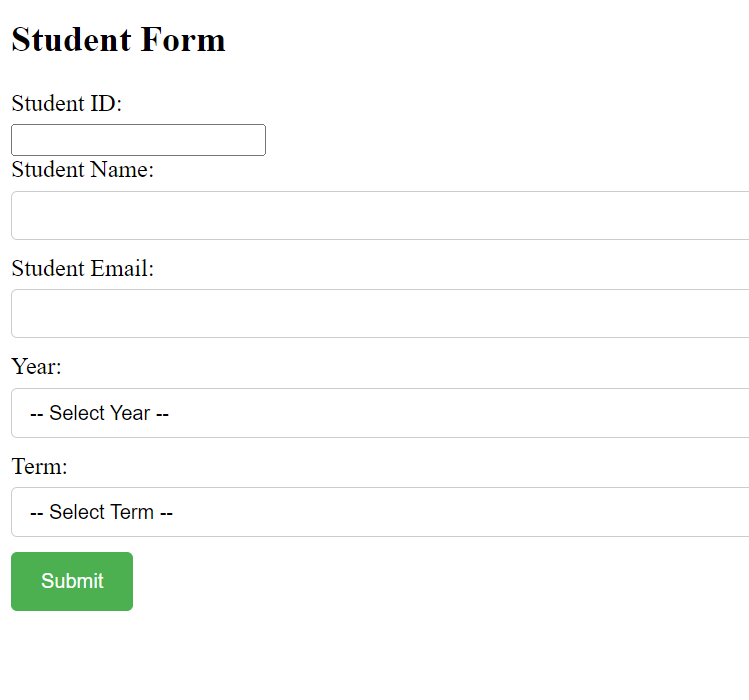 Student Form
Student ID:
Student Name:
Student Email:
Year:
-- Select Year --
Term:
-- Select Term --
Submit